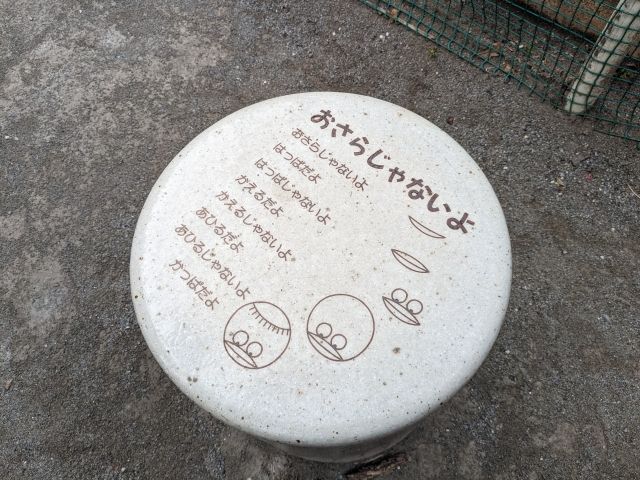 おさらじゃないよ
おさらじゃないよ
はっぱだよ
はっぱじゃないよ
かえるだよ
かえるじゃないよ
あひるだよ
あひるじゃないよ
かっぱだよ